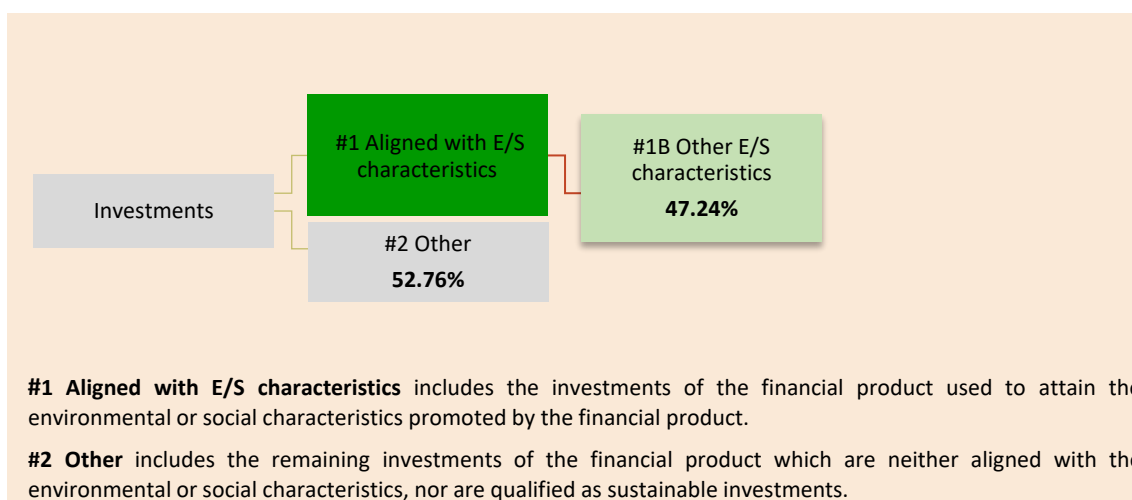 #1 Aligned with E/S
characteristics
#1B Other E/S
characteristics
47.24%
Investments
#2 Other
52.76%
#1 Aligned with E/S characteristics includes the investments of the financial product used to attain the
environmental or social characteristics promoted by the financial product.
#2 Other includes the remaining investments of the financial product which are neither aligned with the
environmental or social characteristics, nor are qualified as sustainable investments.